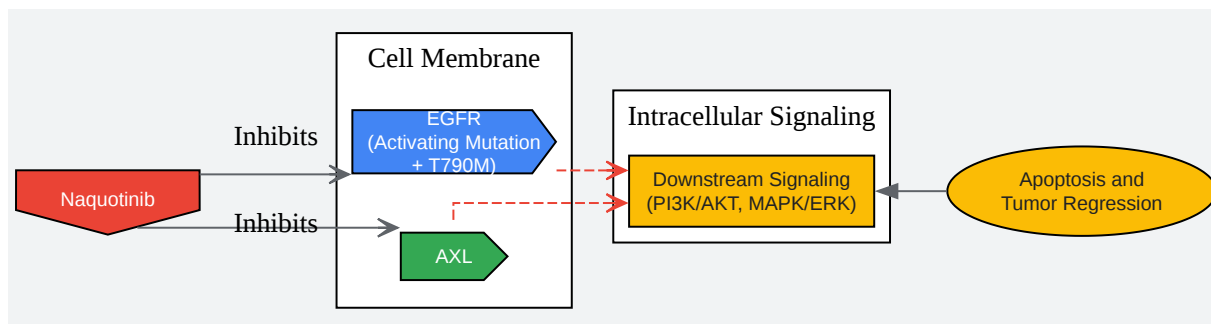 Cell Membrane
EGFR
(Activating Mutation
+ T790M)
Inhibits
Intracellular Signaling
Naquotinib
Downstream Signaling
(PI3K/AKT, MAPK/ERK)
Apoptosis and
Tumor Regression
Inhibits
AXL